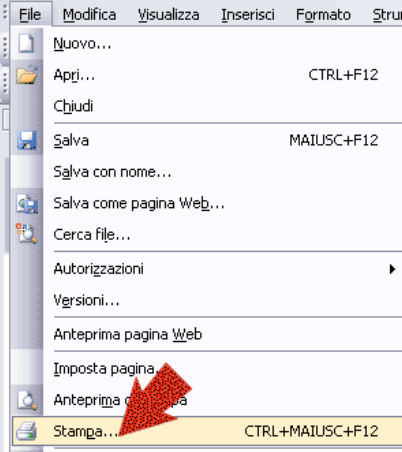 File Modifica Visualizza Inserisci Formato
Nuovo...
Apri... CTRL+F12
Chiudi
Salva MAIUSC+F12
Salva con nome...
Salva come pagina Web...
Cerca file...
Autorizzazioni
Versioni...
Anteprima pagina Web
Imposta pagina...
Anteprima
Stampa... CTRL+MAIUSC+F12